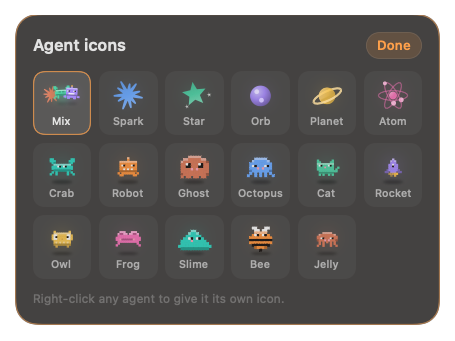 Agent icons
Done
Mix
Spark
Star
Orb
Planet
Atom
Crab
Robot
Ghost
Octopus
Cat
Rocket
Owl
Frog
Slime
Bee
Jelly
Right-click any agent to give it its own icon.